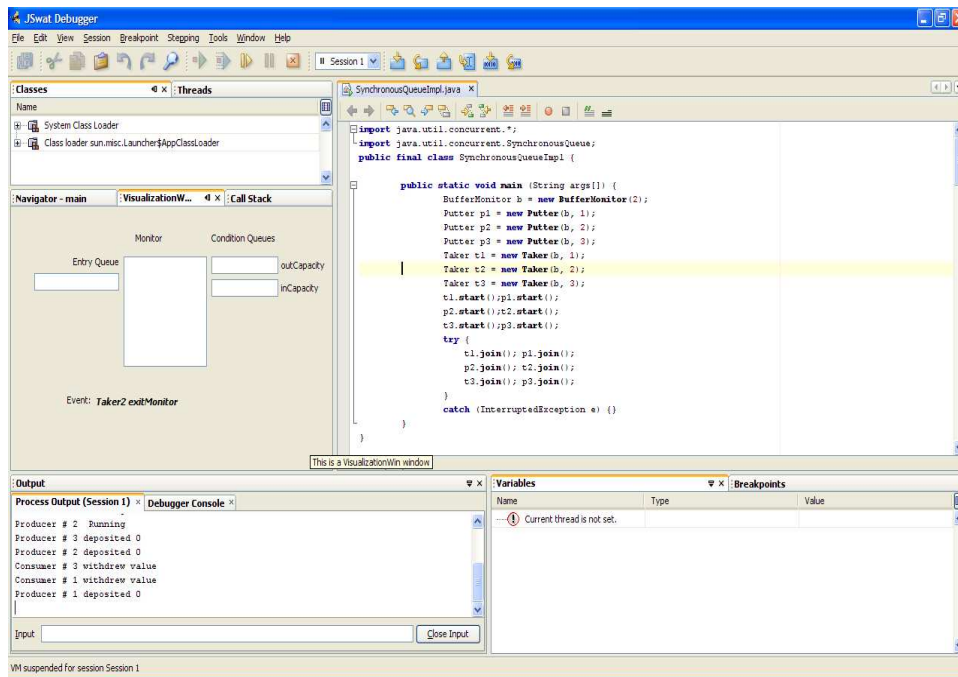 JSwat Debugger
File Edit View Session Breakpoint Stepping Tools Window Help
Session 1
Classes
Threads
Name
System Class Loader
Class loader sun.misc.Launcher$AppClassLoader
Navigator - main
VisualizationW...
Call Stack
Monitor
Condition Queues
Entry Queue
outCapacity
inCapacity
Event: Taker2 exitMonitor
SynchronousQueueImpl.java
import java.util.concurrent.*;
import java.util.concurrent.SynchronousQueue;
public final class SynchronousQueueImpl {
public static void main (String args[]) {
BufferMonitor b = new BufferMonitor(2);
Putter p1 = new Putter(b, 1);
Putter p2 = new Putter(b, 2);
Putter p3 = new Putter(b, 3);
Taker t1 = new Taker(b, 1);
Taker t2 = new Taker(b, 2);
Taker t3 = new Taker(b, 3);
t1.start();p1.start();
p2.start();t2.start();
t3.start();p3.start();
try {
t1.join(); p1.join();
p2.join(); t2.join();
t3.join(); p3.join();
}
catch (InterruptedException e) {}
}
}
This is a VisualizationWin window
Output
Process Output (Session 1)
Debugger Console
Producer # 2 Running
Producer # 3 deposited 0
Producer # 2 deposited 0
Consumer # 3 withdrew value
Consumer # 1 withdrew value
Producer # 1 deposited 0
Input
Close Input
Variables
Breakpoints
Name Type Value
Current thread is not set.
VM suspended for session Session 1